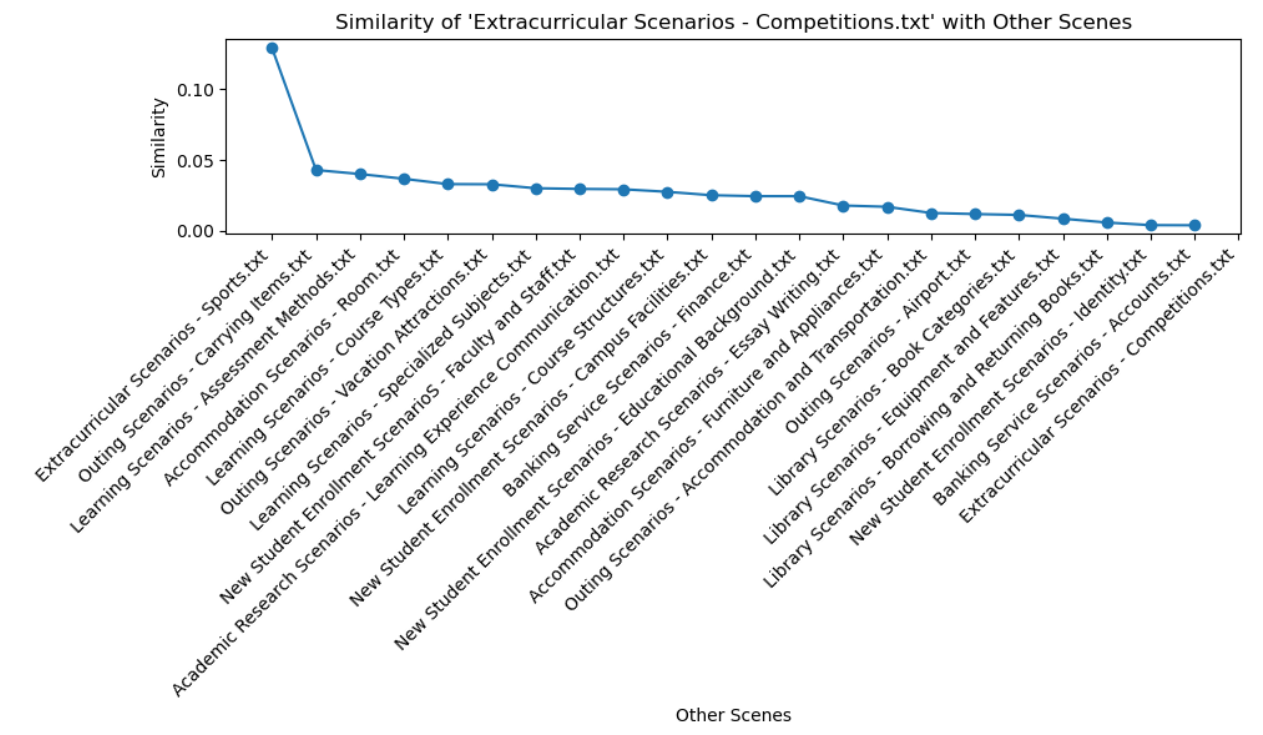 Similarity of 'Extracurricular Scenarios - Competitions.txt' with Other Scenes
Similarity
0.10
0.05
0.00
Extracurricular Scenarios - Sports.txt
Outing Scenarios - Carrying Items.txt
Learning Scenarios - Assessment Methods.txt
Accommodation Scenarios - Room.txt
Learning Scenarios - Course Types.txt
Outing Scenarios - Vacation Attractions.txt
Learning Scenarios - Specialized Subjects.txt
New Student Enrollment Scenarios - Faculty and Staff.txt
Academic Research Scenarios - Learning Experience Communication.txt
Learning Scenarios - Course Structures.txt
New Student Enrollment Scenarios - Campus Facilities.txt
Banking Service Scenarios - Finance.txt
New Student Enrollment Scenarios - Educational Background.txt
Academic Research Scenarios - Essay Writing.txt
Accommodation Scenarios - Furniture and Appliances.txt
Outing Scenarios - Accommodation and Transportation.txt
Outing Scenarios - Airport.txt
Library Scenarios - Book Categories.txt
Library Scenarios - Equipment and Features.txt
Library Scenarios - Borrowing and Returning Books.txt
New Student Enrollment Scenarios - Identity.txt
Banking Service Scenarios - Accounts.txt
Extracurricular Scenarios - Competitions.txt
Other Scenes